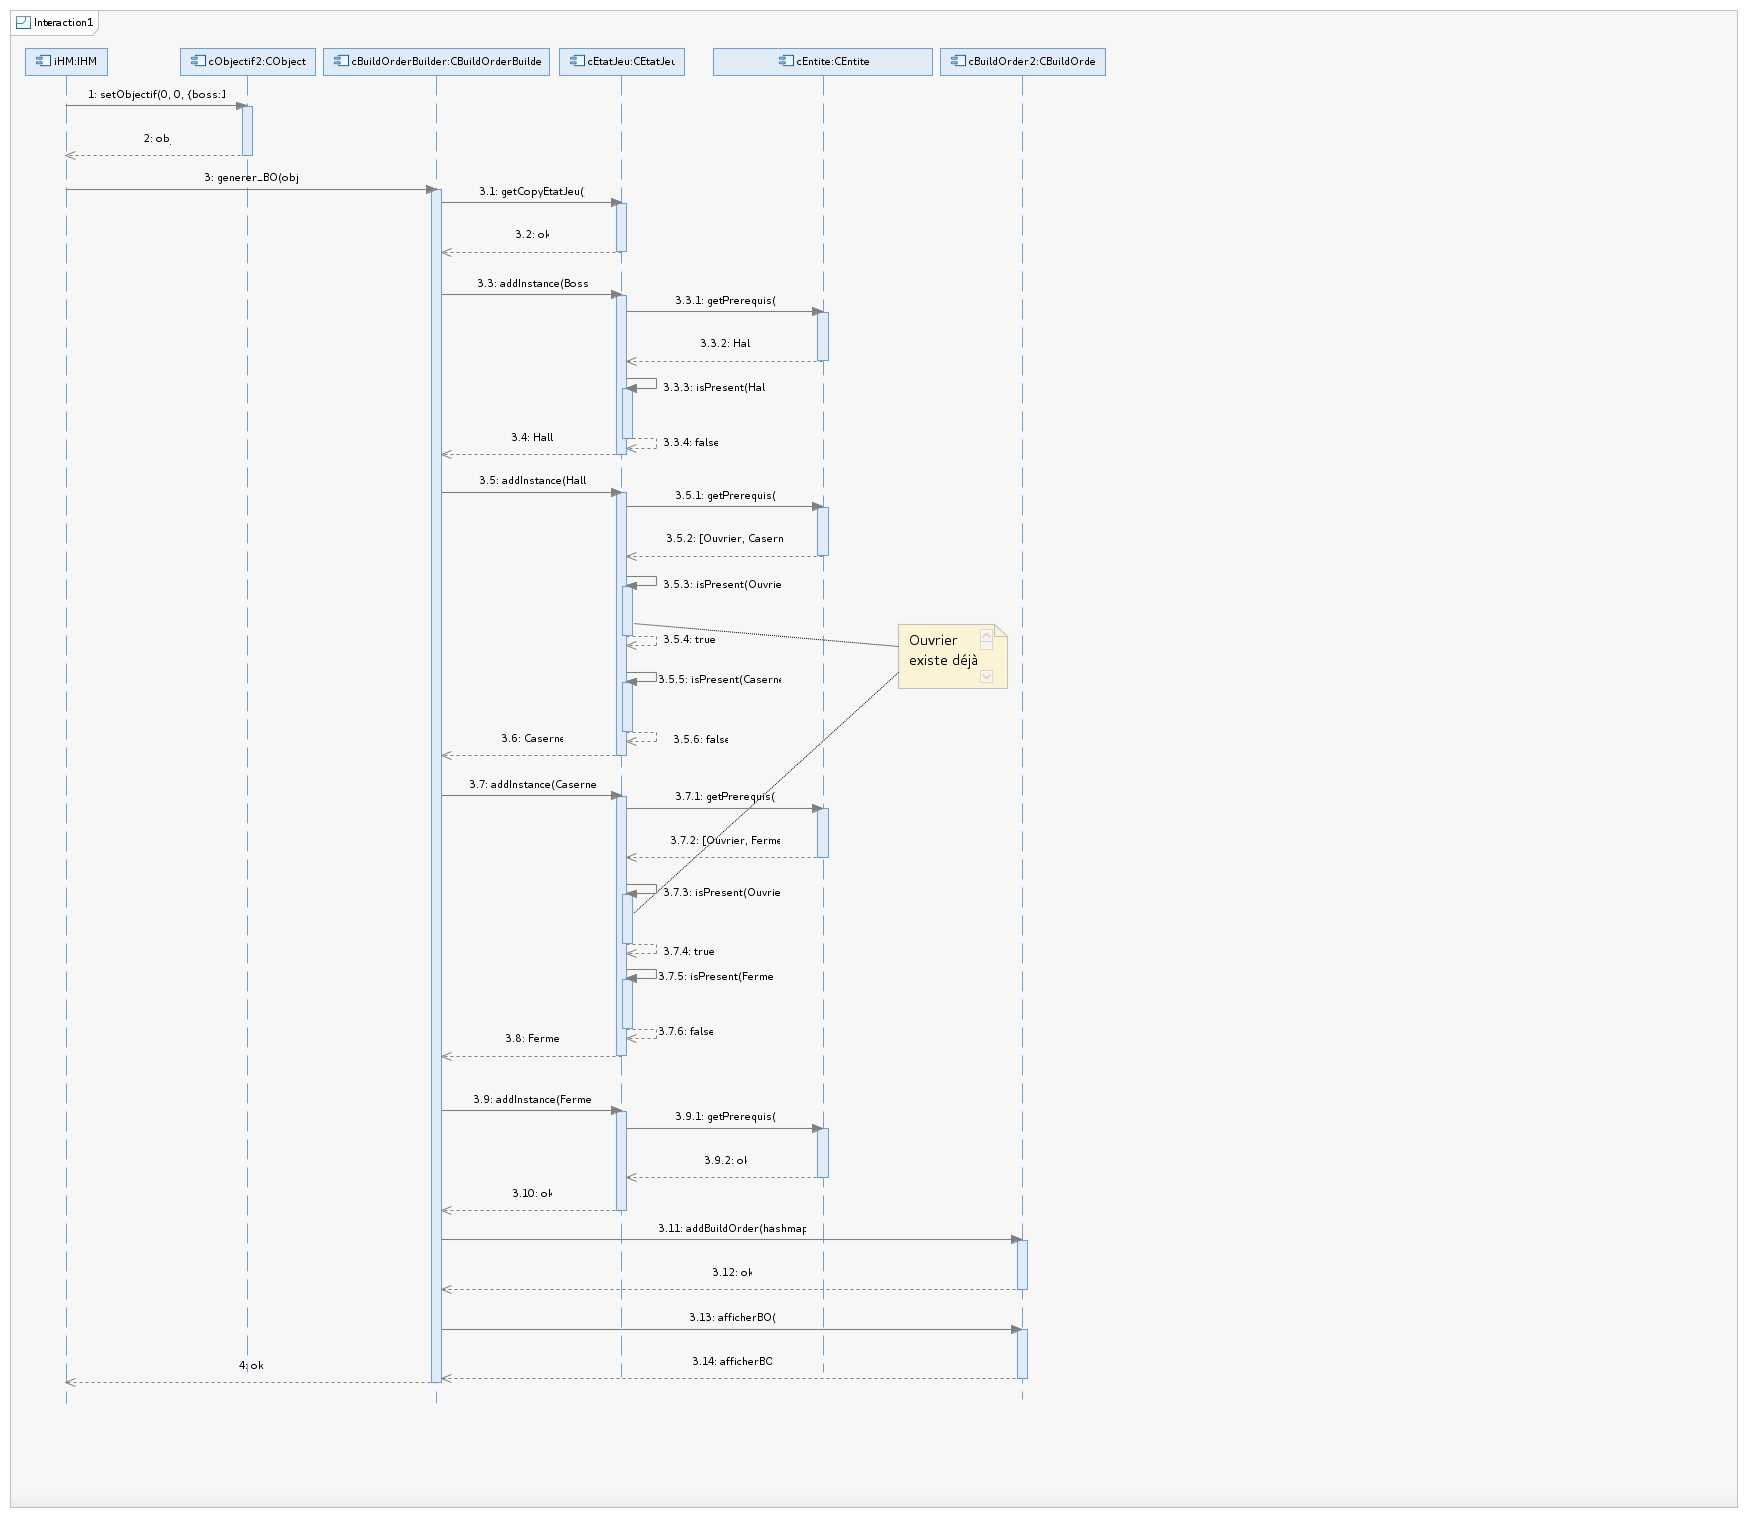 Interaction1
iHM:IHM
cObjectif2:CObject
cBuildOrderBuilder:CBuildOrderBuilde
cEtatJeu:CEtatJeu
cEntite:CEntite
cBuildOrder2:CBuildOrde
1: setObjectif(0, 0, {boss:1
2: obj
3: generer_BO(obj
3.1: getCopyEtatJeu(
3.2: ok
3.3: addInstance(Boss
3.3.1: getPrerequis(
3.3.2: Hal
3.3.3: isPresent(Hal
3.4: Hall
3.3.4: false
3.5: addInstance(Hall
3.5.1: getPrerequis(
3.5.2: [Ouvrier, Casern
3.5.3: isPresent(Ouvrie
3.5.4: true
Ouvrier
existe déjà
3.5.5: isPresent(Caserne
3.6: Caserne
3.5.6: false
3.7: addInstance(Caserne
3.7.1: getPrerequis(
3.7.2: [Ouvrier, Ferme
3.7.3: isPresent(Ouvrie
3.7.4: true
3.7.5: isPresent(Ferme
3.7.6: false
3.8: Ferme
3.9: addInstance(Ferme
3.9.1: getPrerequis(
3.9.2: ok
3.10: ok
3.11: addBuildOrder(hashmap
3.12: ok
3.13: afficherBO(
3.14: afficherBO
4: ok